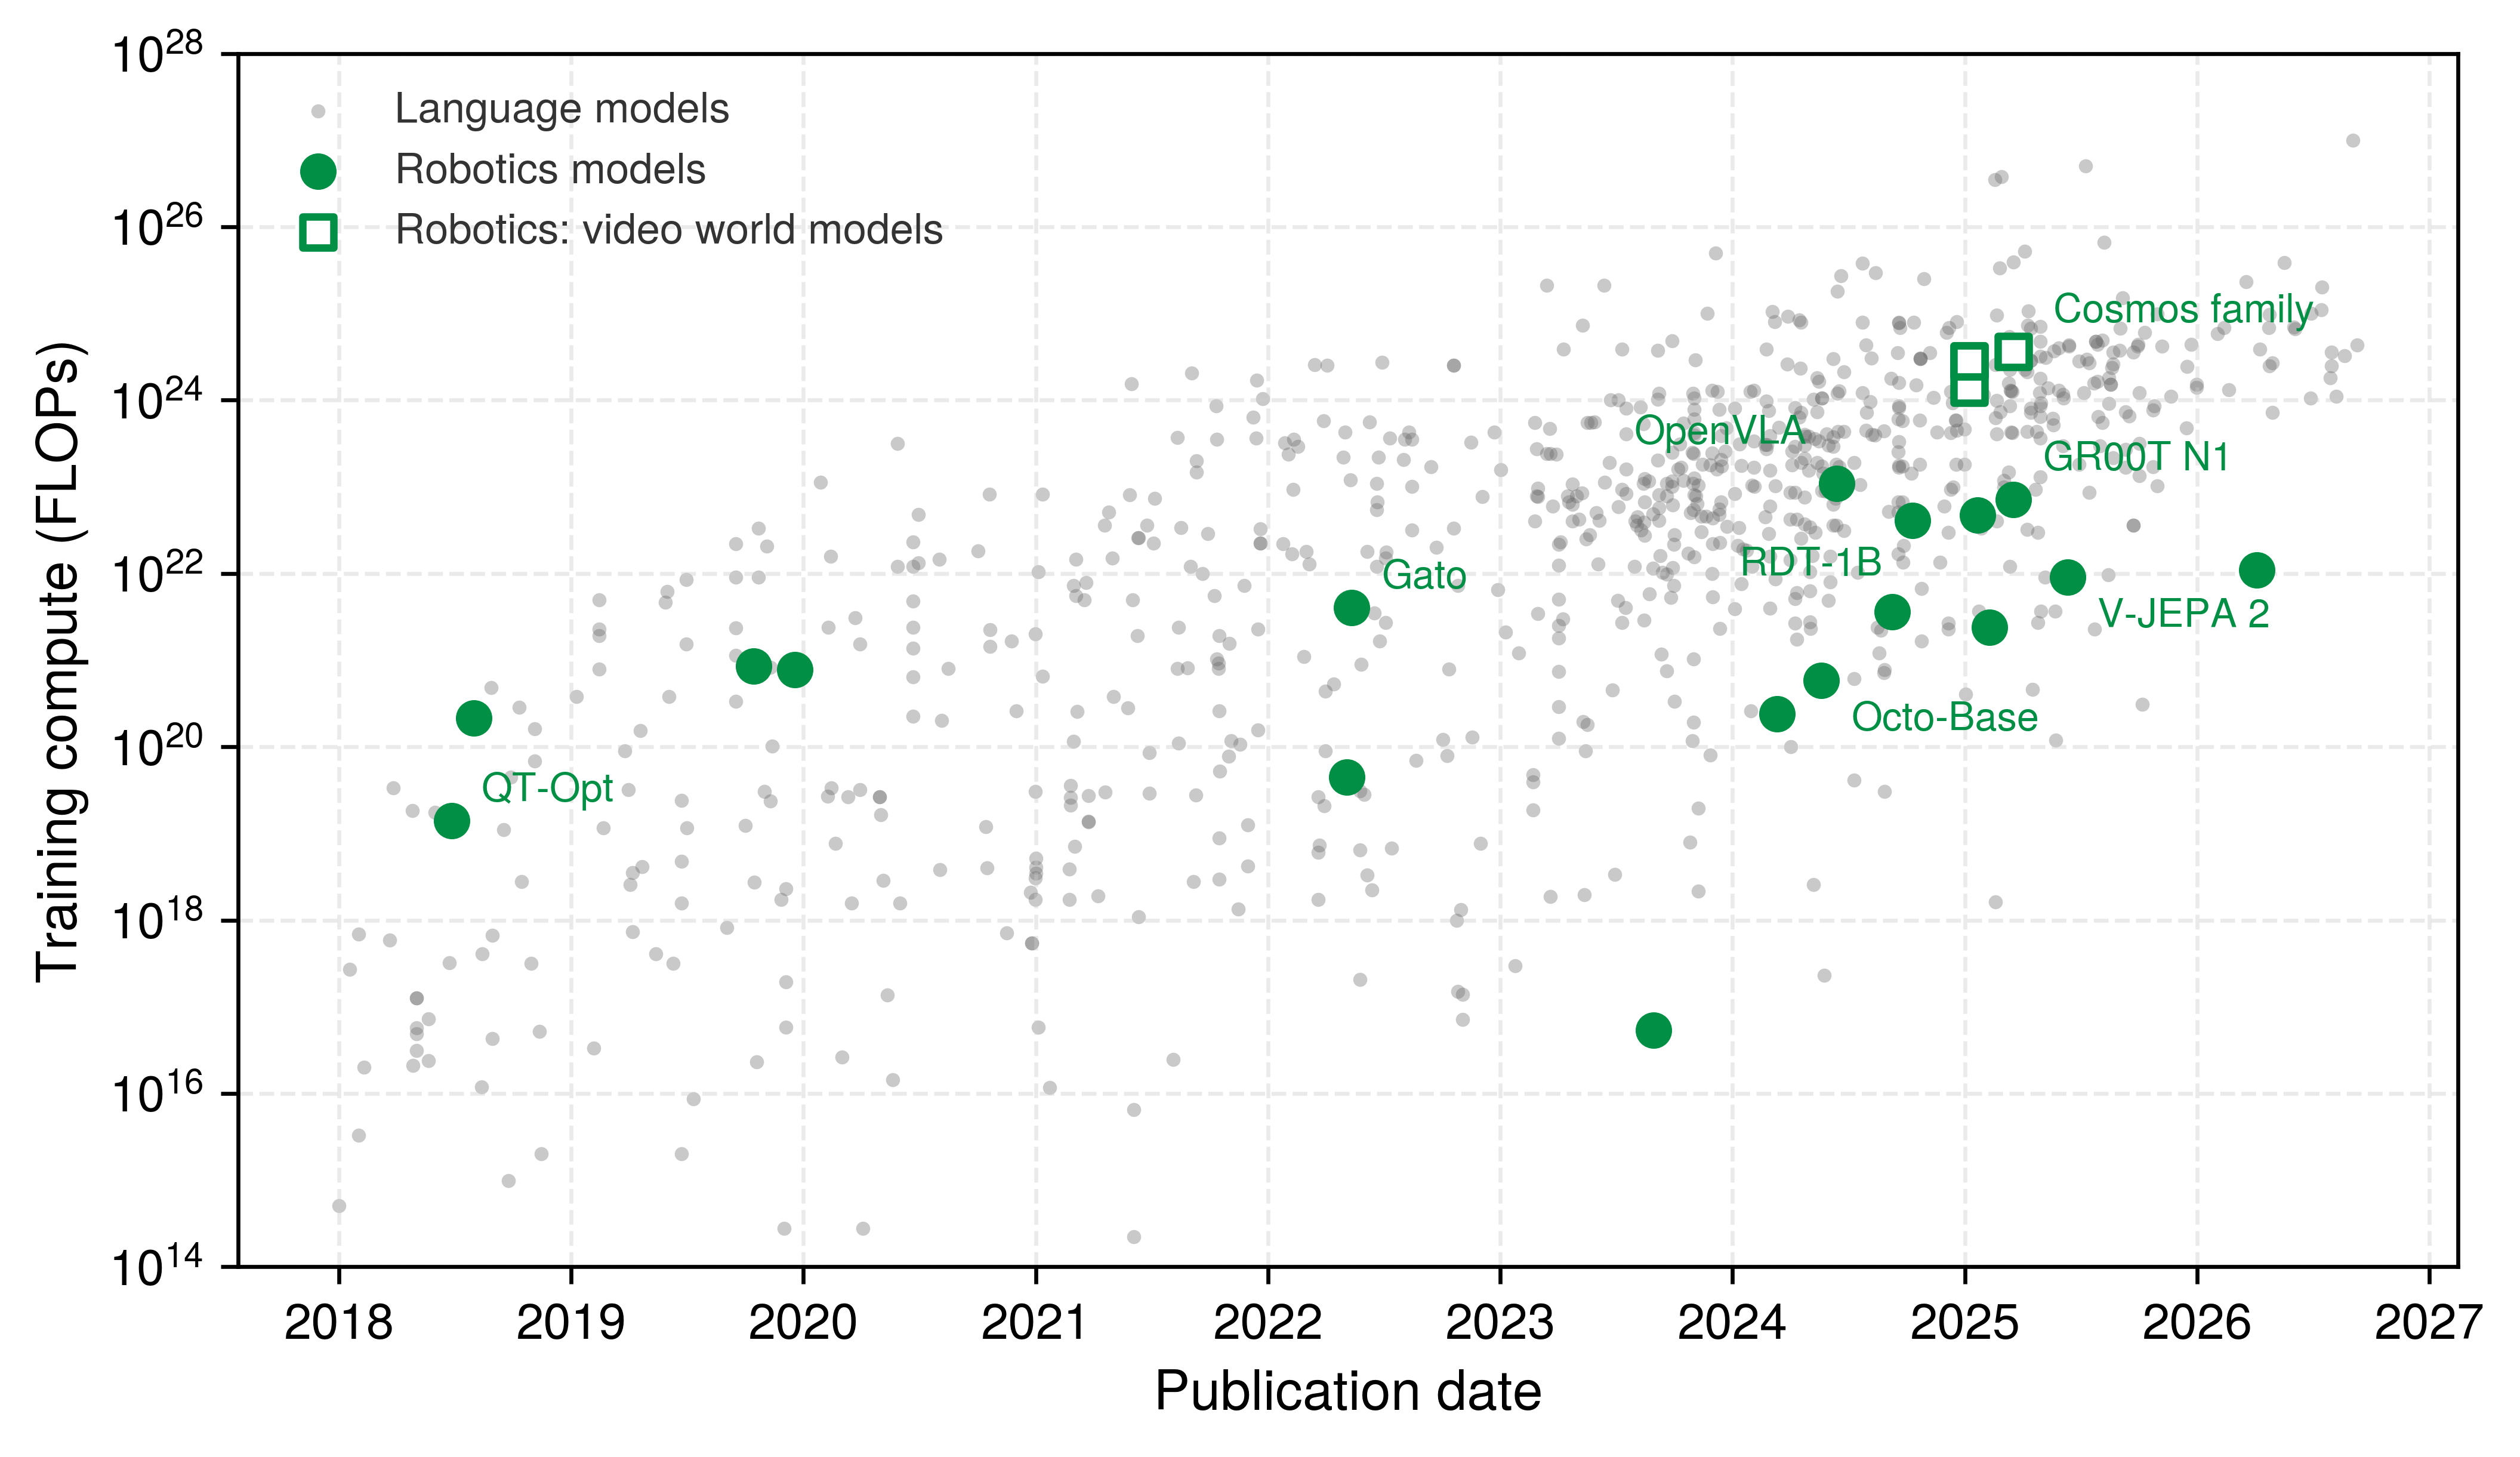 10^28
10^26
10^24
10^22
10^20
10^18
10^16
10^14
Training compute (FLOPs)
Language models
Robotics models
Robotics: video world models
Cosmos family
OpenVLA
GR00T N1
RDT-1B
Gato
V-JEPA 2
Octo-Base
QT-Opt
2018 2019 2020 2021 2022 2023 2024 2025 2026 2027
Publication date